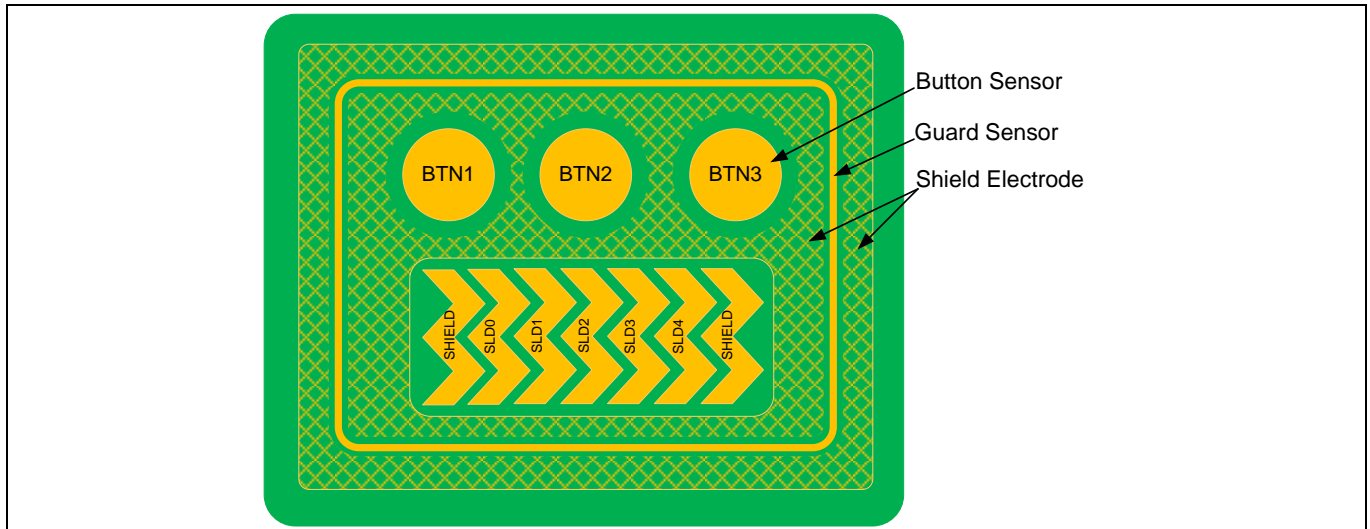 Button Sensor
Guard Sensor
Shield Electrode
BTN1 BTN2 BTN3
SHIELD SLD0 SLD1 SLD2 SLD3 SLD4 SHIELD